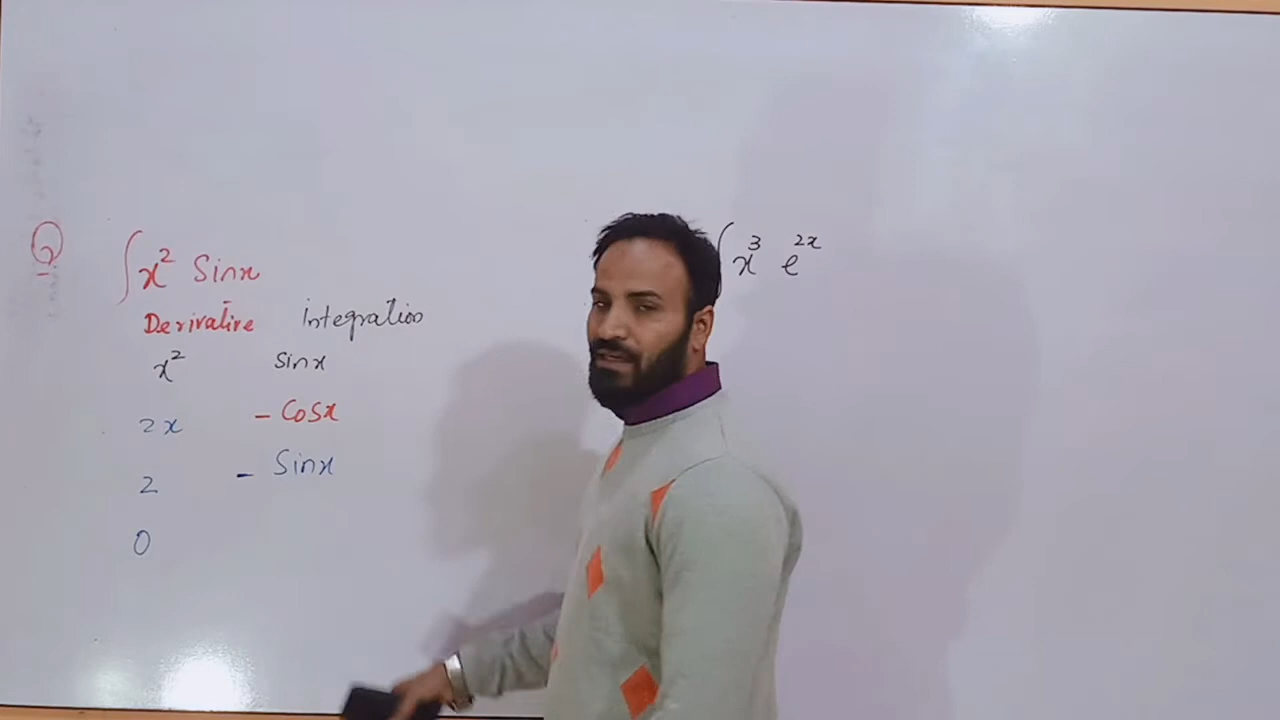 Q
∫ x² Sinx
Derivative Integration
x² sinx
2x - Cosx
2 - Sinx
0
∫ x³ e²ˣ